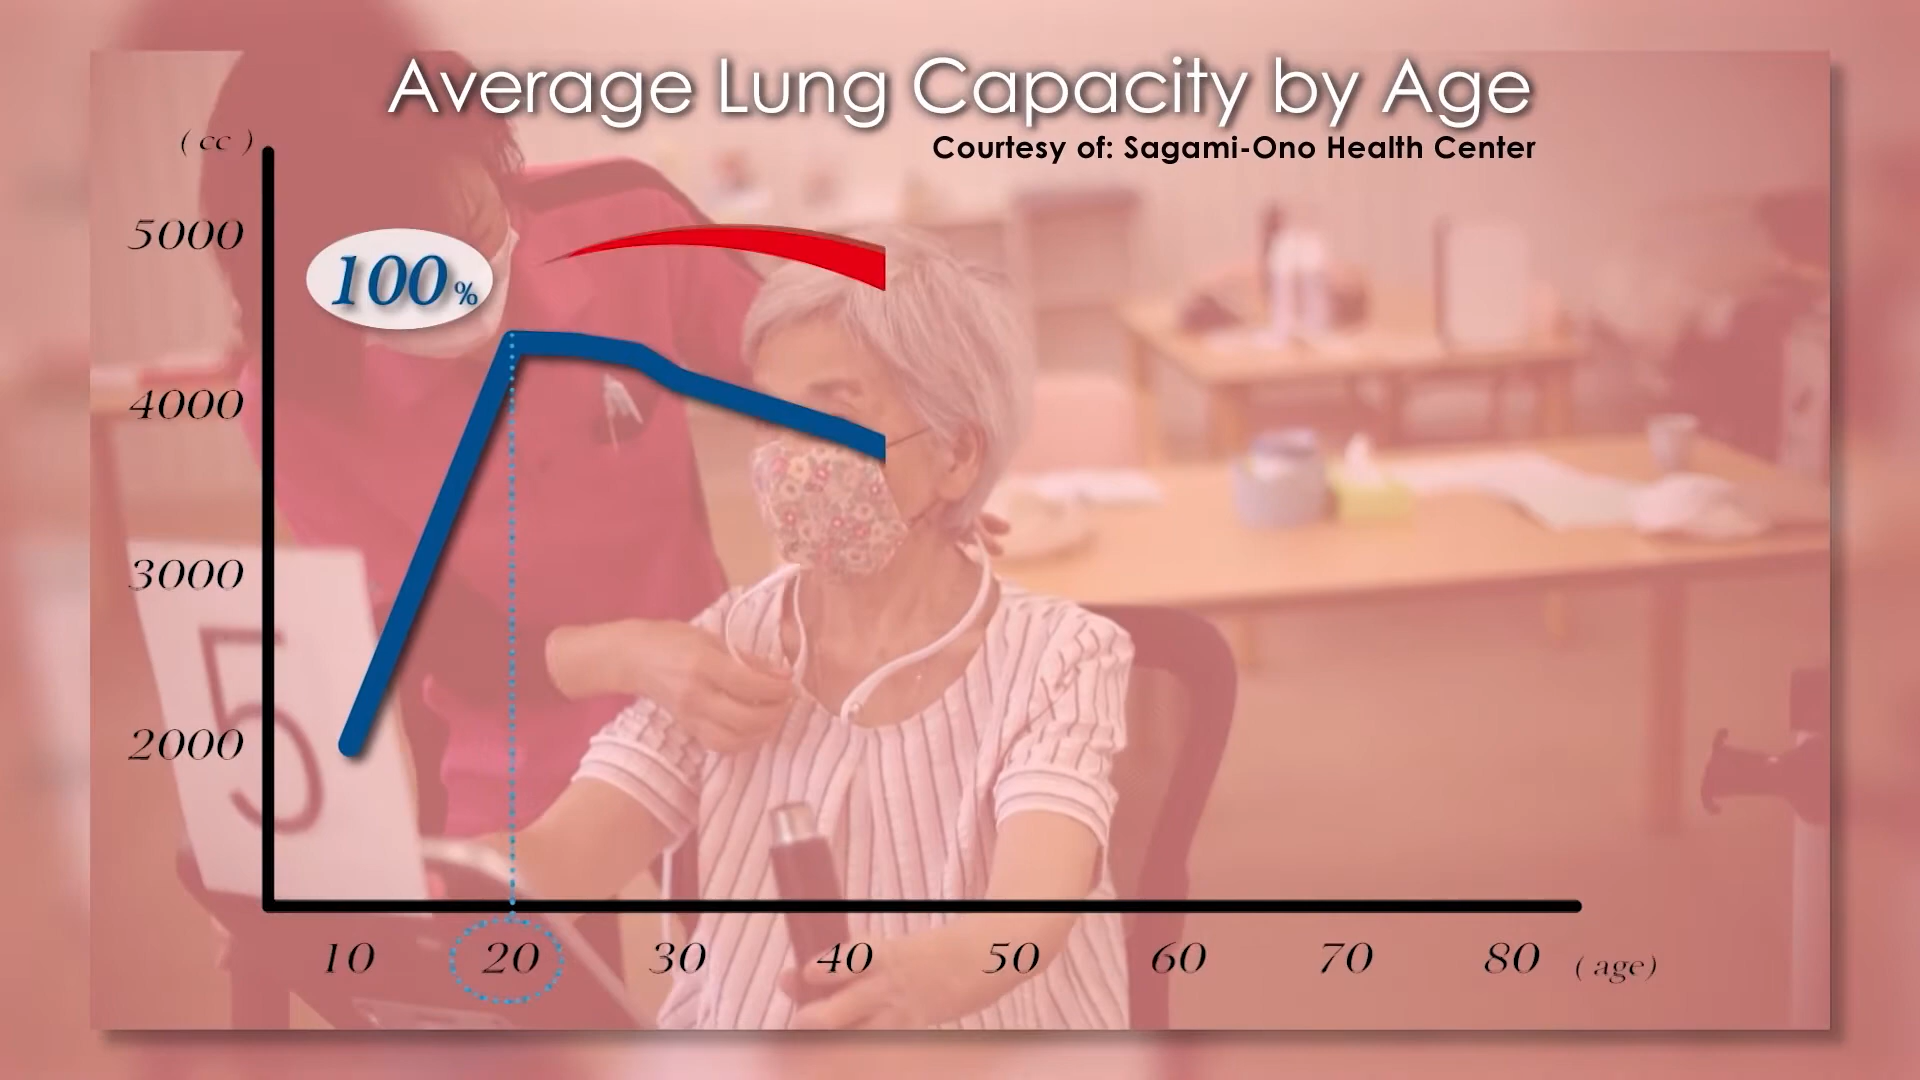 Average Lung Capacity by Age
Courtesy of: Sagami-Ono Health Center
( cc )
5000
100 %
4000
3000
2000
5
10 20 30 40 50 60 70 80 ( age )